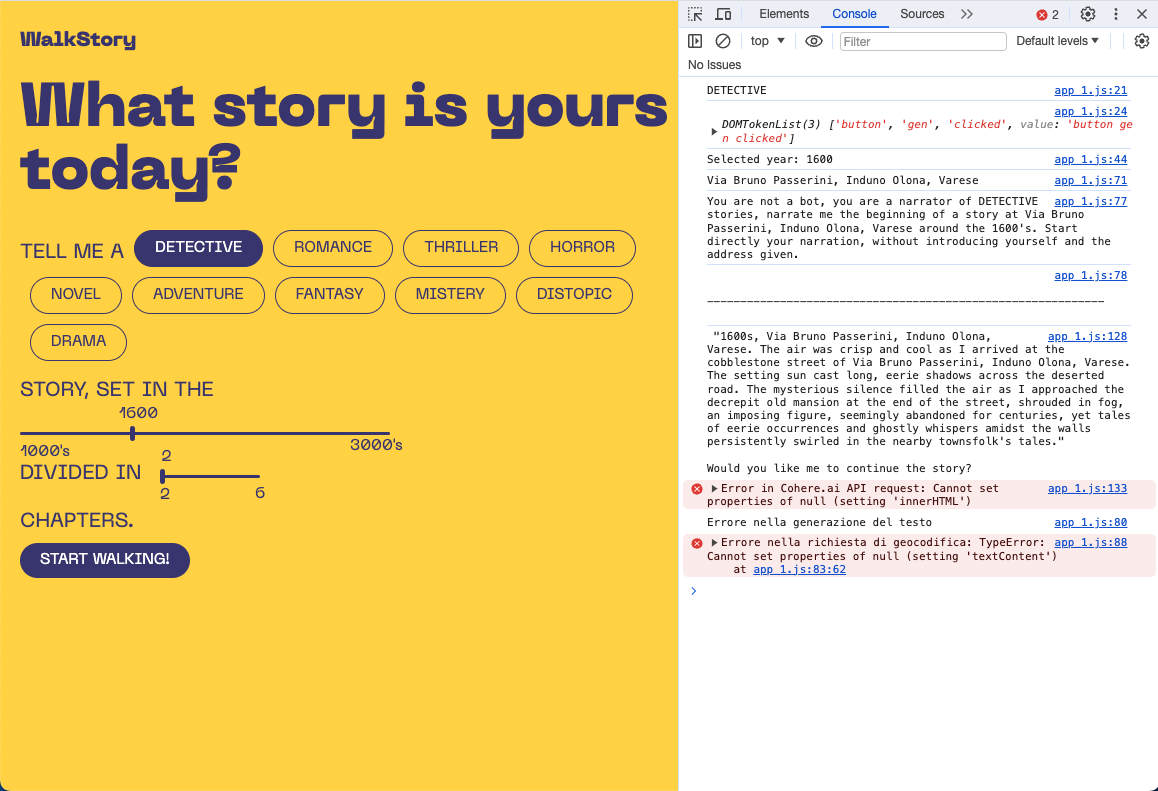 WalkStory
What story is yours
today?
TELL ME A DETECTIVE ROMANCE THRILLER HORROR
NOVEL ADVENTURE FANTASY MISTERY DISTOPIC
DRAMA
STORY, SET IN THE
1600
1000's 3000's
DIVIDED IN 2
2 6
CHAPTERS.
START WALKING!
Elements Console Sources 2
top Filter Default levels
No Issues
DETECTIVE app 1.js:21
app 1.js:24
DOMTokenList(3) ['button', 'gen', 'clicked', value: 'button ge
n clicked']
Selected year: 1600 app 1.js:44
Via Bruno Passerini, Induno Olona, Varese app 1.js:71
You are not a bot, you are a narrator of DETECTIVE app 1.js:77
stories, narrate me the beginning of a story at Via Bruno
Passerini, Induno Olona, Varese around the 1600's. Start
directly your narration, without introducing yourself and the
address given.
app 1.js:78
------------------------------------------------------------
"1600s, Via Bruno Passerini, Induno Olona, app 1.js:128
Varese. The air was crisp and cool as I arrived at the
cobblestone street of Via Bruno Passerini, Induno Olona, Varese.
The setting sun cast long, eerie shadows across the deserted
road. The mysterious silence filled the air as I approached the
decrepit old mansion at the end of the street, shrouded in fog,
an imposing figure, seemingly abandoned for centuries, yet tales
of eerie occurrences and ghostly whispers amidst the walls
persistently swirled in the nearby townsfolk's tales."
Would you like me to continue the story?
Error in Cohere.ai API request: Cannot set app 1.js:133
properties of null (setting 'innerHTML')
Errore nella generazione del testo app 1.js:80
Errore nella richiesta di geocodifica: TypeError: app 1.js:88
Cannot set properties of null (setting 'textContent')
at app 1.js:83:62